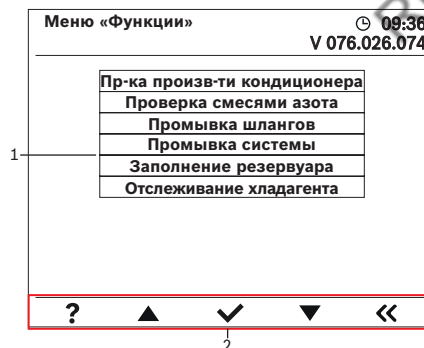 Меню «Функции»
09:36
V 076.026.074
Пр-ка произв-ти кондиционера
Проверка смесями азота
Промывка шлангов
Промывка системы
Заполнение резервуара
Отслеживание хладагента
1
?
2